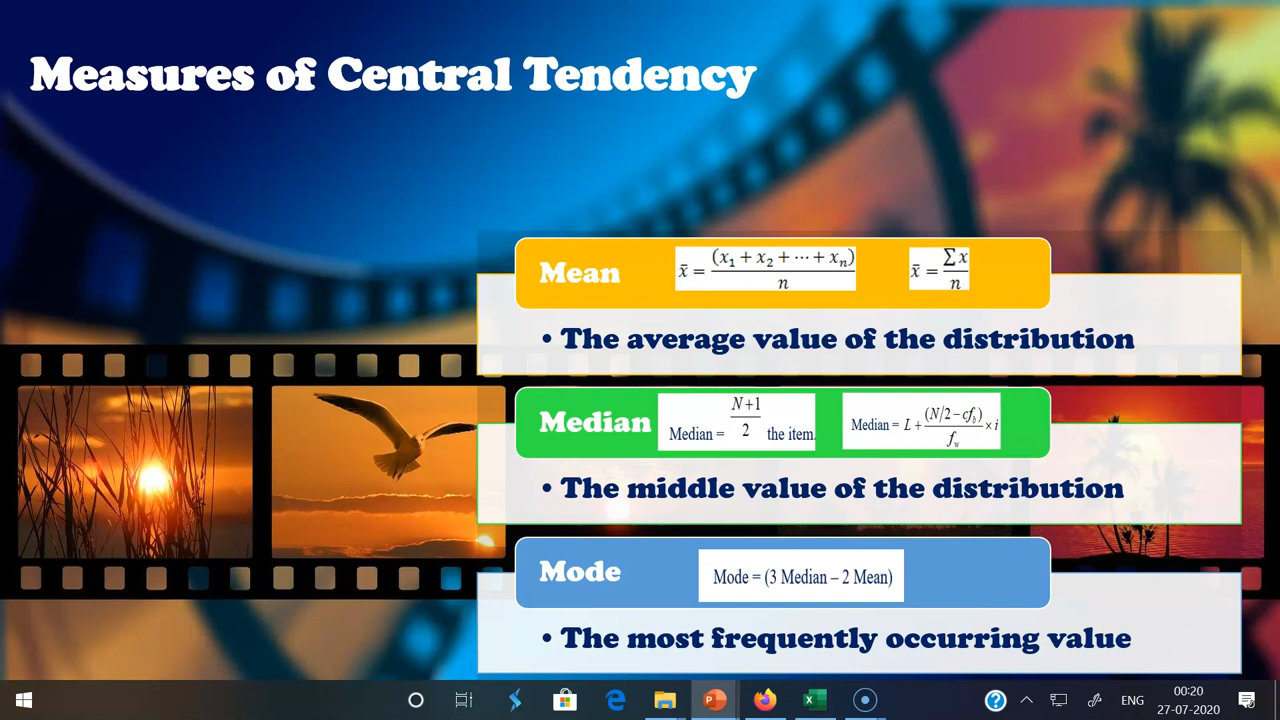 Measures of Central Tendency
Mean
x̄ = (x₁ + x₂ + ⋯ + xₙ) / n
x̄ = ∑ x / n
• The average value of the distribution
Median
Median = N+1 / 2 the item.
Median = L + (N/2 − cf_b) / f_w × i
• The middle value of the distribution
Mode
Mode = (3 Median – 2 Mean)
• The most frequently occurring value
ENG
00:20
27-07-2020